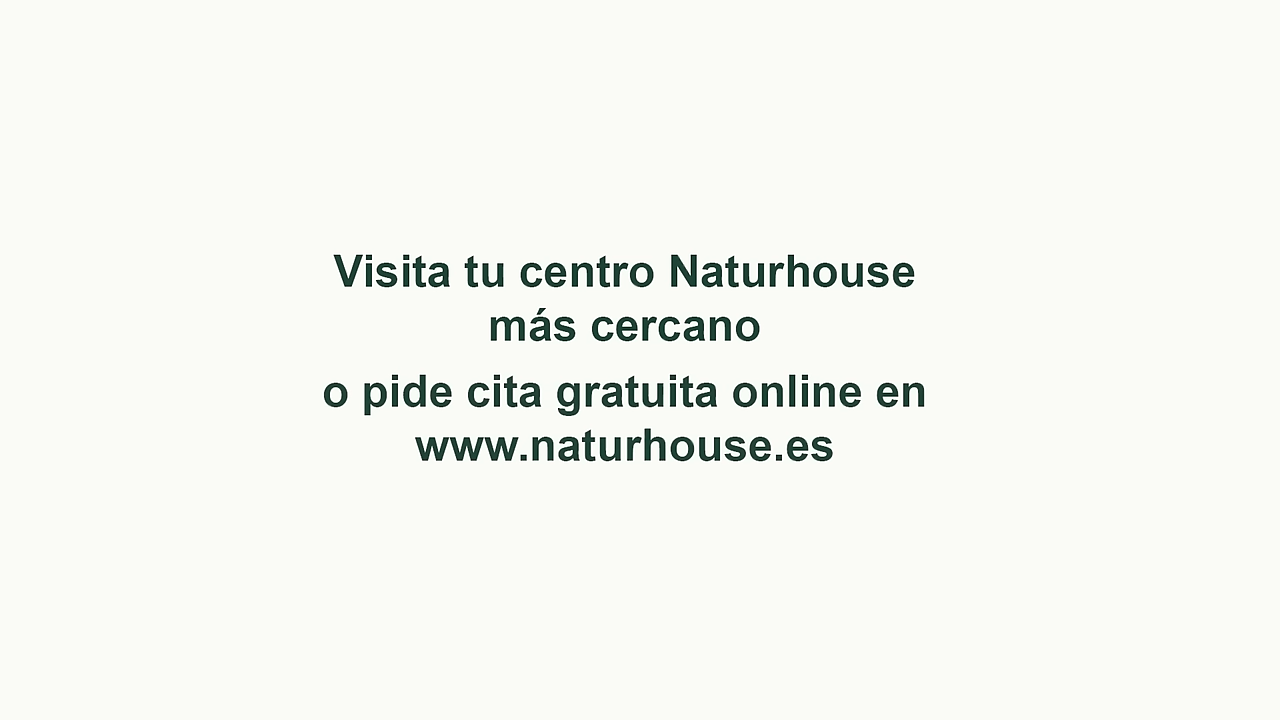 Visita tu centro Naturhouse
más cercano
o pide cita gratuita online en
www.naturhouse.es